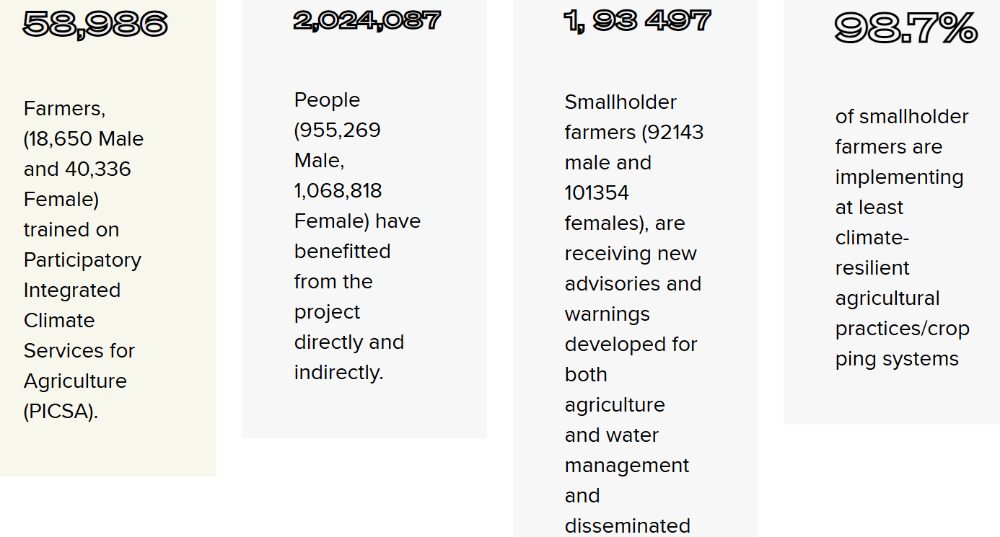 58,986
Farmers,
(18,650 Male
and 40,336
Female)
trained on
Participatory
Integrated
Climate
Services for
Agriculture
(PICSA).
2,024,087
People
(955,269
Male,
1,068,818
Female) have
benefitted
from the
project
directly and
indirectly.
1, 93 497
Smallholder
farmers (92143
male and
101354
females), are
receiving new
advisories and
warnings
developed for
both
agriculture
and water
management
and
disseminated
98.7%
of smallholder
farmers are
implementing
at least
climate-
resilient
agricultural
practices/crop
ping systems